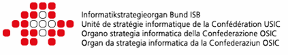 Informatikstrategieorgan Bund ISB
Unité de stratégie informatique de la Confédération USIC
Organo strategia informatica della Confederazione OSIC
Organ da strategia informatica da la Confederaziun OSIC